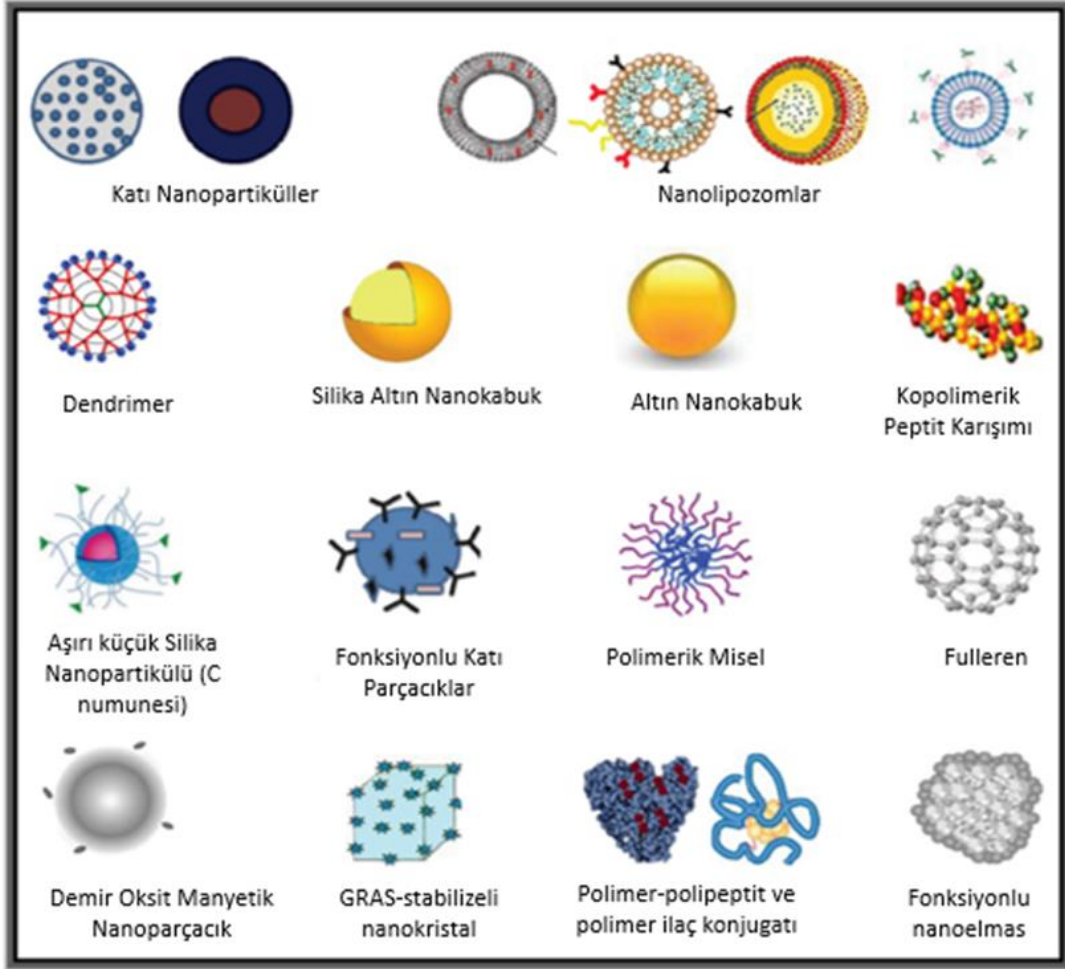 Katı Nanopartiküller
Nanolipozomlar
Dendrimer
Silika Altın Nanokabuk
Altın Nanokabuk
Kopolimerik
Peptit Karışımı
Aşırı küçük Silika
Nanopartikülü (C
numunesi)
Fonksiyonlu Katı
Parçacıklar
Polimerik Misel
Fulleren
Demir Oksit Manyetik
Nanoparçacık
GRAS-stabilizeli
nanokristal
Polimer-polipeptit ve
polimer ilaç konjugatı
Fonksiyonlu
nanoelmas